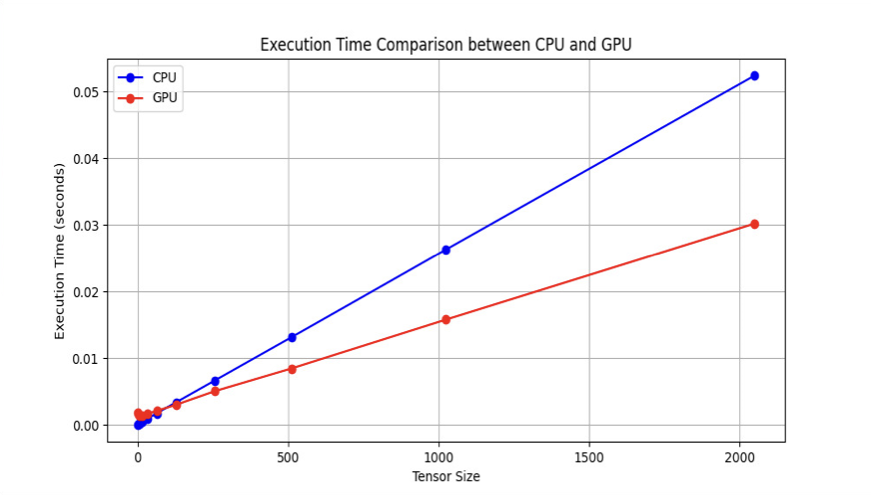 Execution Time Comparison between CPU and GPU
CPU
GPU
Execution Time (seconds)
0.05
0.04
0.03
0.02
0.01
0.00
0 500 1000 1500 2000
Tensor Size